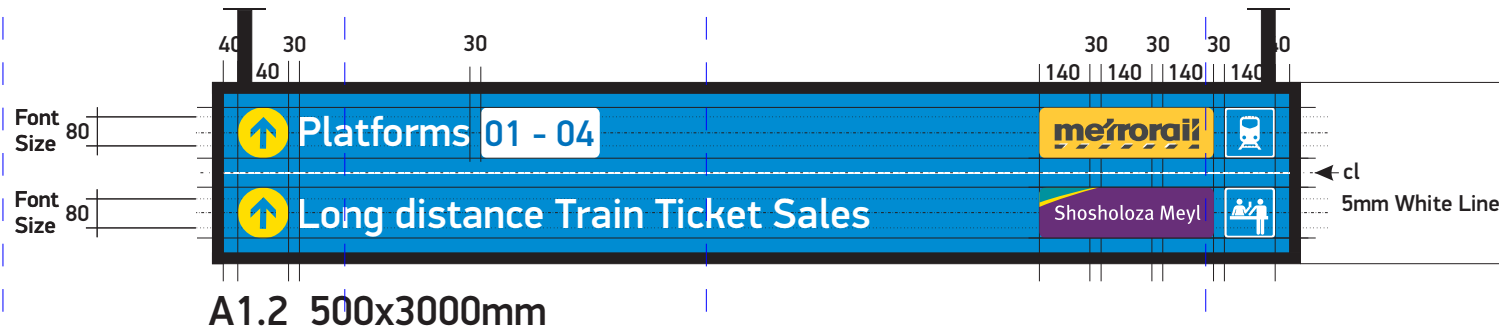 40 30 30 30 30 30 40
40 140 140 140 140
Font Size 80
Platforms 01 - 04 metrorail
cl
5mm White Line
Font Size 80
Long distance Train Ticket Sales Shosholoza Meyl
A1.2 500x3000mm